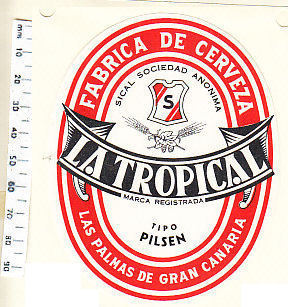 FABRICA DE CERVEZA
SICAL SOCIEDAD ANONIMA
S
LA TROPICAL
MARCA REGISTRADA
TIPO
PILSEN
LAS PALMAS DE GRAN CANARIA
mm 10 20 30 40 50 60 70 80 90